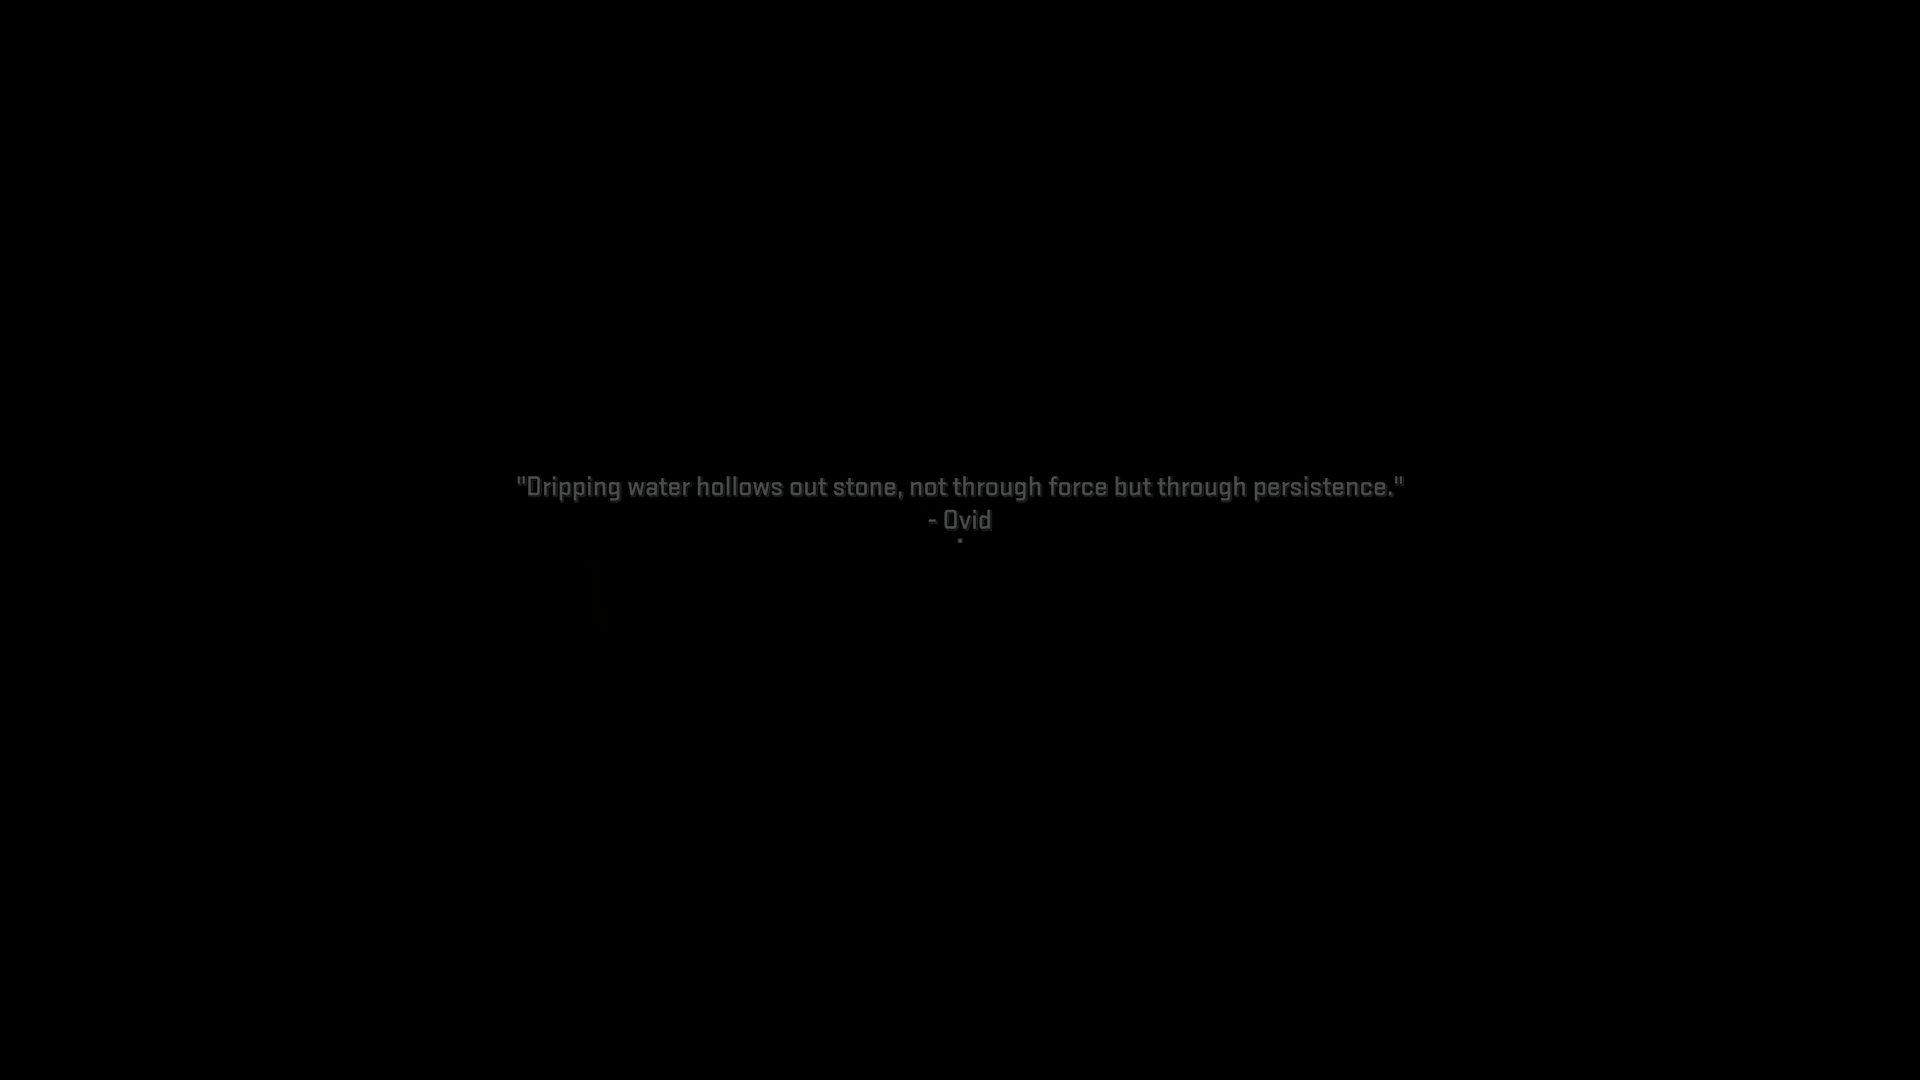 "Dripping water hollows out stone, not through force but through persistence."
- Ovid